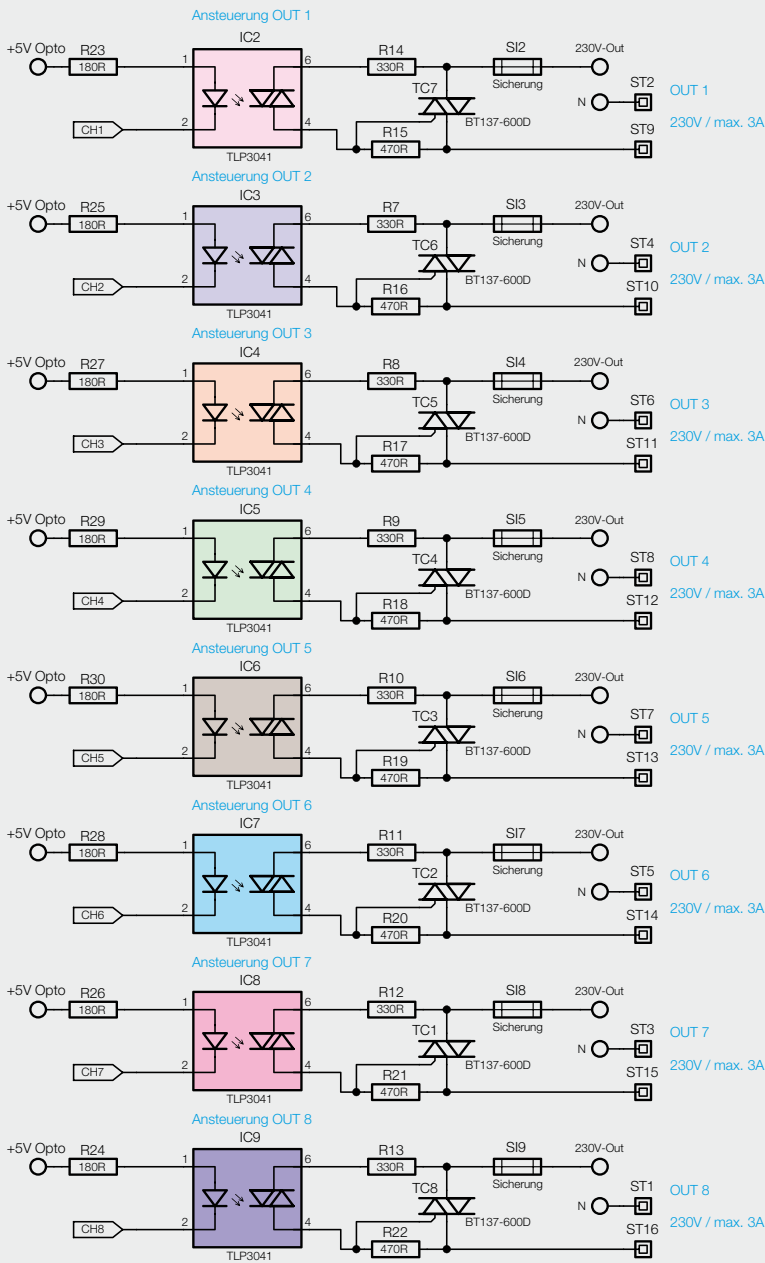 Ansteuerung OUT 1
IC2
+5V Opto R23 1 6 R14 SI2 230V-Out
180R 330R Sicherung
TC7 N ST2 OUT 1
BT137-600D
CH1 2 4 R15 ST9 230V / max. 3A
470R
TLP3041
Ansteuerung OUT 2
IC3
+5V Opto R25 1 6 R7 SI3 230V-Out
180R 330R Sicherung
TC6 N ST4 OUT 2
BT137-600D
CH2 2 4 R16 ST10 230V / max. 3A
470R
TLP3041
Ansteuerung OUT 3
IC4
+5V Opto R27 1 6 R8 SI4 230V-Out
180R 330R Sicherung
TC5 N ST6 OUT 3
BT137-600D
CH3 2 4 R17 ST11 230V / max. 3A
470R
TLP3041
Ansteuerung OUT 4
IC5
+5V Opto R29 1 6 R9 SI5 230V-Out
180R 330R Sicherung
TC4 N ST8 OUT 4
BT137-600D
CH4 2 4 R18 ST12 230V / max. 3A
470R
TLP3041
Ansteuerung OUT 5
IC6
+5V Opto R30 1 6 R10 SI6 230V-Out
180R 330R Sicherung
TC3 N ST7 OUT 5
BT137-600D
CH5 2 4 R19 ST13 230V / max. 3A
470R
TLP3041
Ansteuerung OUT 6
IC7
+5V Opto R28 1 6 R11 SI7 230V-Out
180R 330R Sicherung
TC2 N ST5 OUT 6
BT137-600D
CH6 2 4 R20 ST14 230V / max. 3A
470R
TLP3041
Ansteuerung OUT 7
IC8
+5V Opto R26 1 6 R12 SI8 230V-Out
180R 330R Sicherung
TC1 N ST3 OUT 7
BT137-600D
CH7 2 4 R21 ST15 230V / max. 3A
470R
TLP3041
Ansteuerung OUT 8
IC9
+5V Opto R24 1 6 R13 SI9 230V-Out
180R 330R Sicherung
TC8 N ST1 OUT 8
BT137-600D
CH8 2 4 R22 ST16 230V / max. 3A
470R
TLP3041